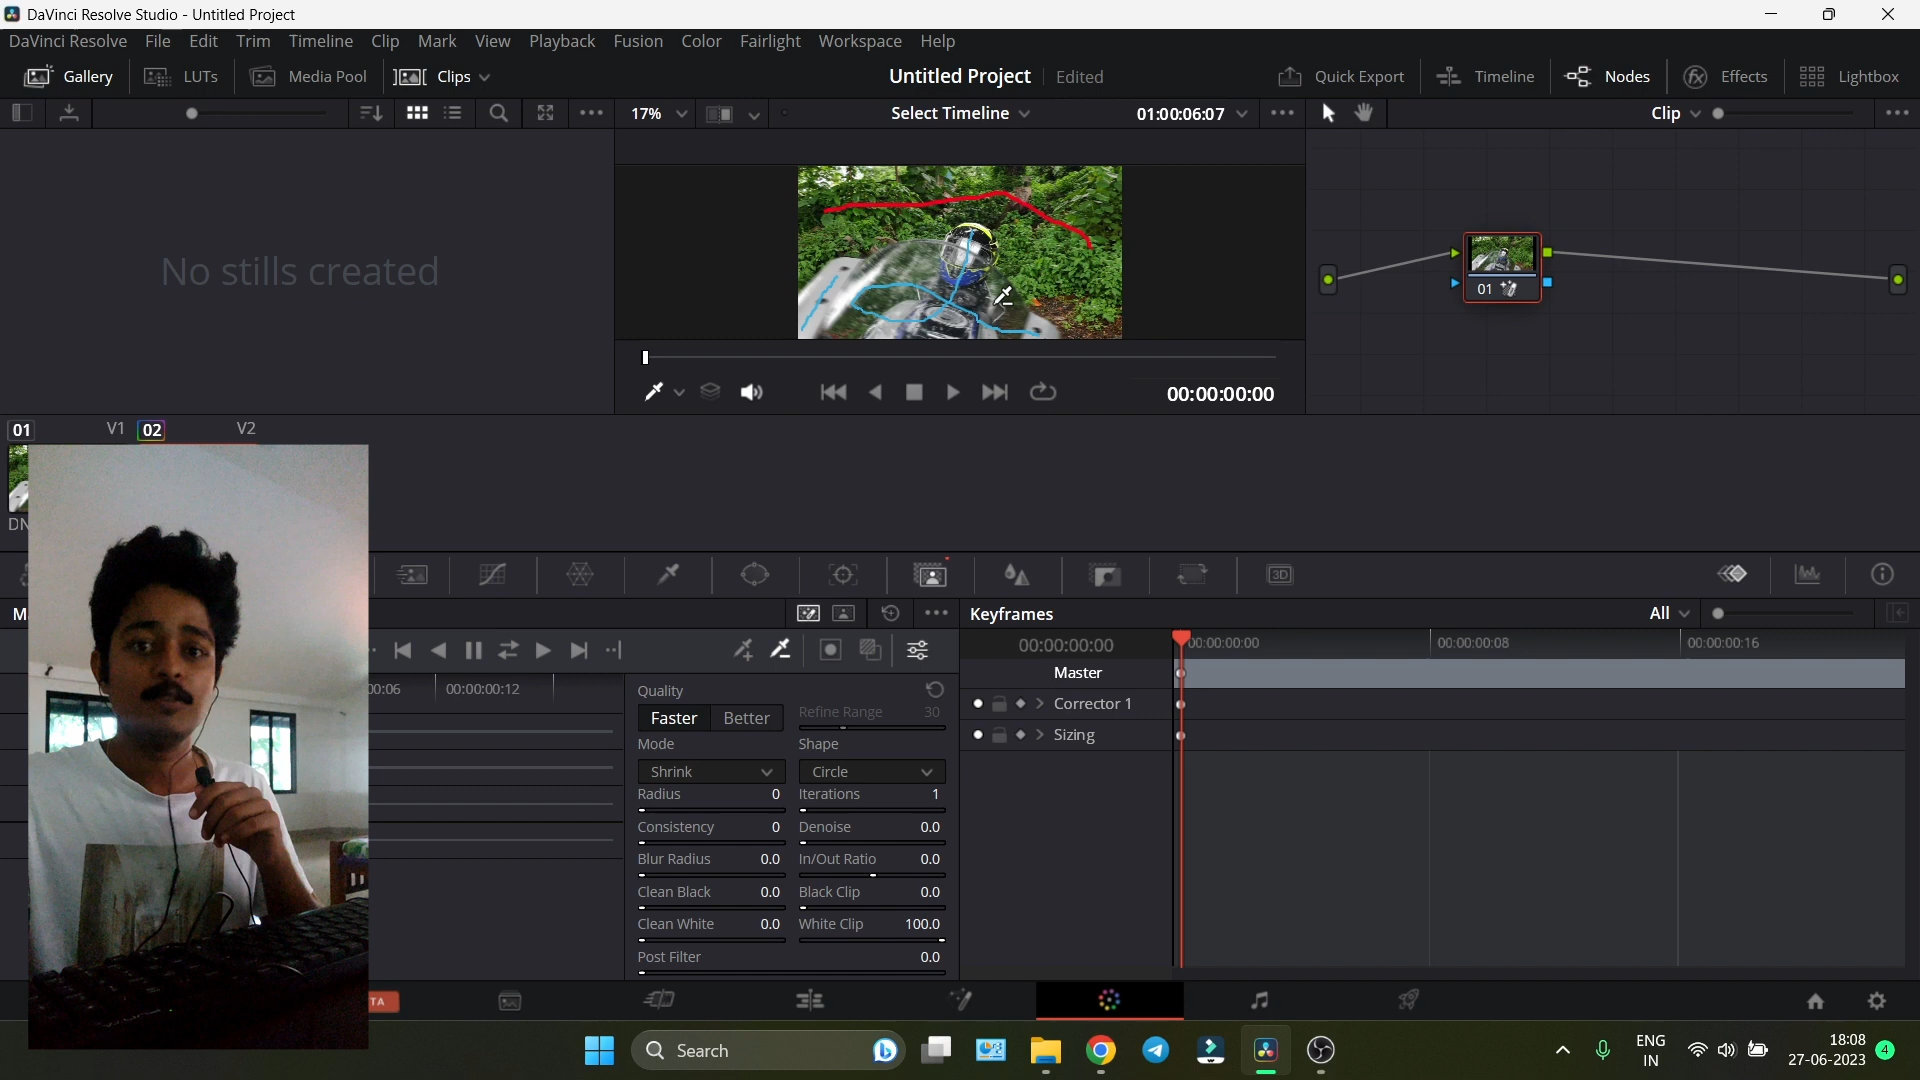 DaVinci Resolve Studio - Untitled Project
DaVinci Resolve File Edit Trim Timeline Clip Mark View Playback Fusion Color Fairlight Workspace Help
Gallery LUTs Media Pool Clips Untitled Project Edited Quick Export Timeline Nodes Effects Lightbox
17% Select Timeline 01:00:06:07 Clip
No stills created
01
00:00:00:00
01 V1 02 V2
DN
3D
M Keyframes All
00:00:00:00 00:00:00:00 00:00:00:08 00:00:00:16
Master
00:06 00:00:00:12 Quality
Corrector 1
Faster Better Refine Range 30
Sizing
Mode Shape
Shrink Circle
Radius 0 Iterations 1
Consistency 0 Denoise 0.0
Blur Radius 0.0 In/Out Ratio 0.0
Clean Black 0.0 Black Clip 0.0
Clean White 0.0 White Clip 100.0
Post Filter 0.0
TA
Search ENG 18:08
IN 27-06-2023 4